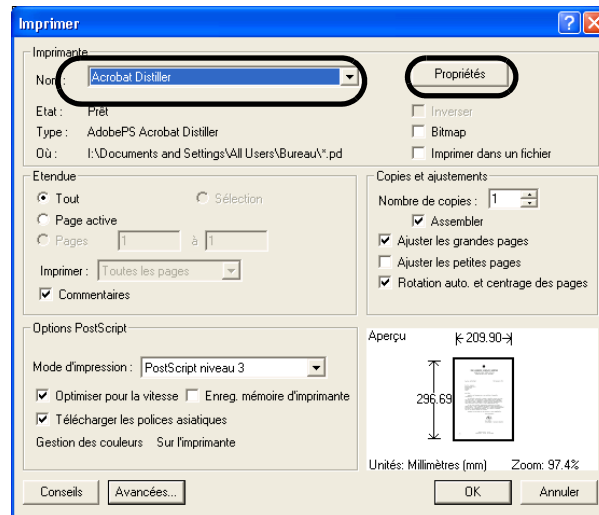 Imprimer
Imprimante
Nom : Acrobat Distiller Propriétés
Etat : Prêt Inverser
Type : AdobePS Acrobat Distiller Bitmap
Où : I:\Documents and Settings\All Users\Bureau\*.pd Imprimer dans un fichier
Etendue
Tout Sélection
Page active
Pages 1 à 1
Imprimer : Toutes les pages
Commentaires
Copies et ajustements
Nombre de copies : 1
Assembler
Ajuster les grandes pages
Ajuster les petites pages
Rotation auto. et centrage des pages
Options PostScript
Mode d'impression : PostScript niveau 3
Optimiser pour la vitesse Enreg. mémoire d'imprimante
Télécharger les polices asiatiques
Gestion des couleurs Sur l'imprimante
Aperçu
209.90
296.69
Unités: Millimètres (mm) Zoom: 97.4%
Conseils Avancées... OK Annuler